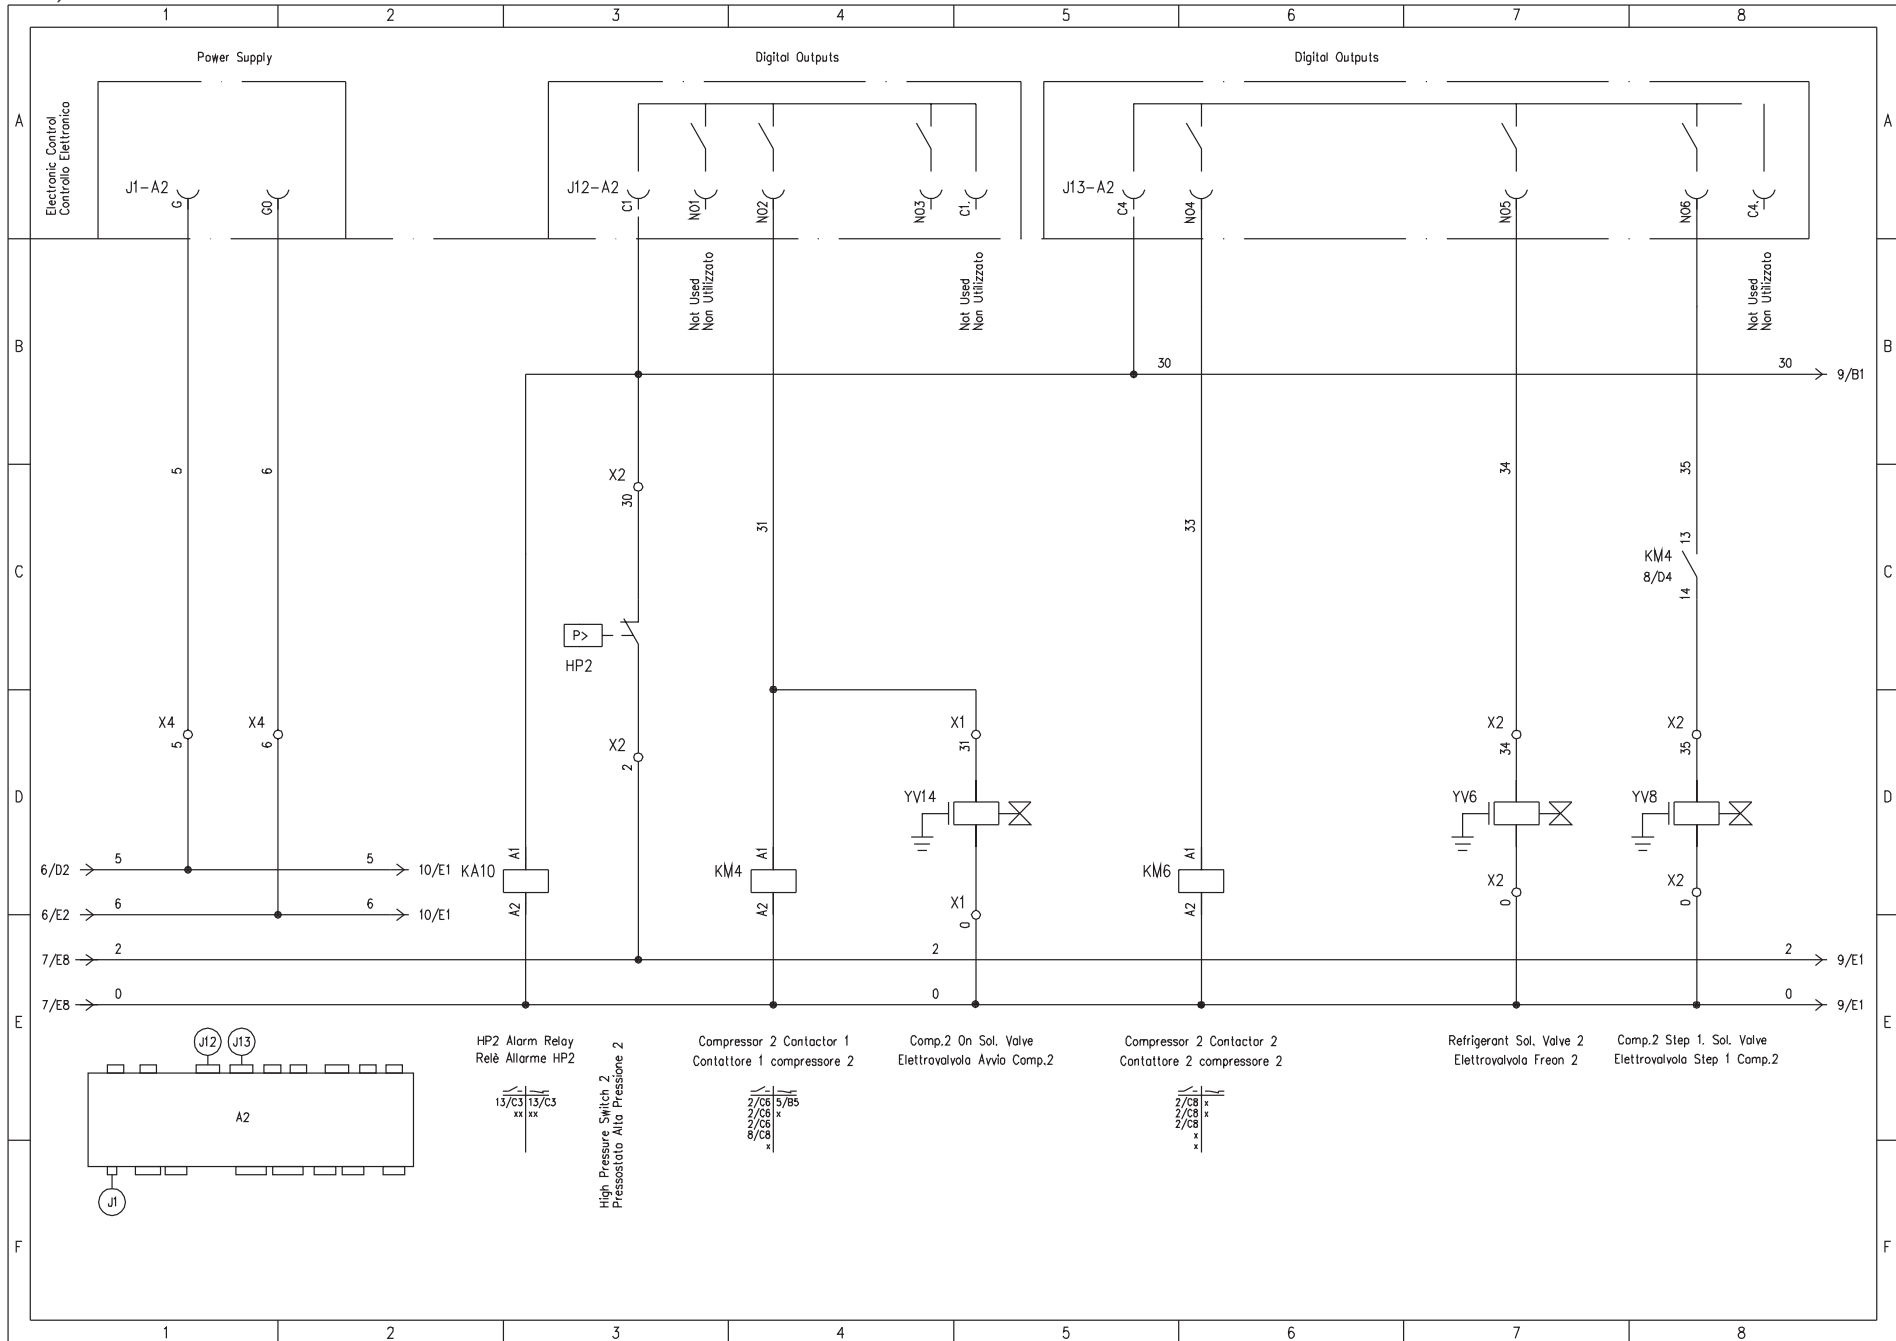 1 2 3 4 5 6 7 8
Power Supply
Digital Outputs
Digital Outputs
A
A
Electronic Control
Controllo Elettronico
J1-A2
G
G0
J12-A2
C1
NO1
NO2
NO3
C1.
J13-A2
C4
NO4
NO5
NO6
C4.
Not Used
Non Utilizzato
Not Used
Non Utilizzato
Not Used
Non Utilizzato
B
B
30
30
9/B1
5
6
X2
30
34
35
31
33
C
C
KM4
8/D4
13
14
P>
HP2
X4
5
X4
6
X2
2
X1
31
X2
34
X2
35
D
D
YV14
YV6
YV8
6/D2
5
5
10/E1
KA10
A1
A2
KM4
A1
A2
KM6
A1
A2
X2
0
X2
0
X1
0
6/E2
6
6
10/E1
7/E8
2
2
2
9/E1
7/E8
0
0
0
9/E1
E
E
J12
J13
A2
J1
HP2 Alarm Relay
Relè Allarme HP2
13/C3 13/C3
xx xx
High Pressure Switch 2
Pressostato Alta Pressione 2
Compressor 2 Contactor 1
Contattore 1 compressore 2
2/C6 5/B5
2/C6 x
2/C6
8/C8
x
Comp.2 On Sol. Valve
Elettrovalvola Avvio Comp.2
Compressor 2 Contactor 2
Contattore 2 compressore 2
2/C8 x
2/C8 x
2/C8
x
x
Refrigerant Sol. Valve 2
Elettrovalvola Freon 2
Comp.2 Step 1. Sol. Valve
Elettrovalvola Step 1 Comp.2
F
F
1 2 3 4 5 6 7 8